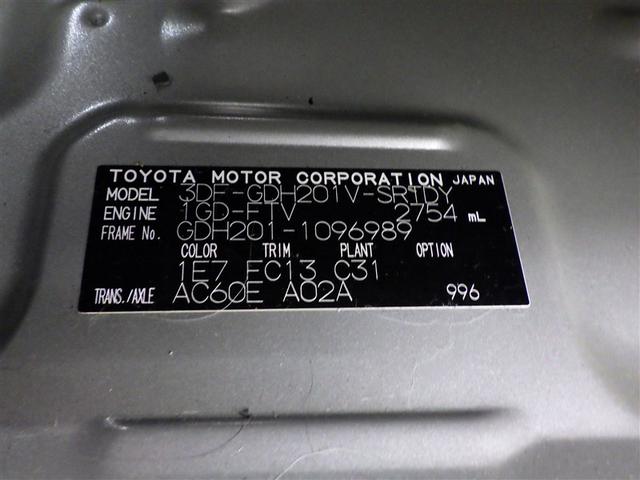 TOYOTA MOTOR CORPORATION JAPAN
MODEL 3DF-GDH201V-SRTDY
ENGINE 1GD-FTV 2754 mL
FRAME No. GDH201-1096989
COLOR TRIM PLANT OPTION
1E7 FC13 C31
TRANS./AXLE AC60E A02A 996